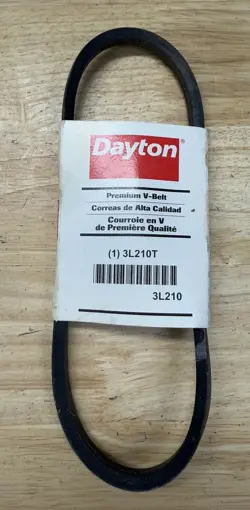 Dayton®
Premium V-Belt
Correas de Alta Calidad
Courroie en V
de Première Qualité
(1) 3L210T
3L210